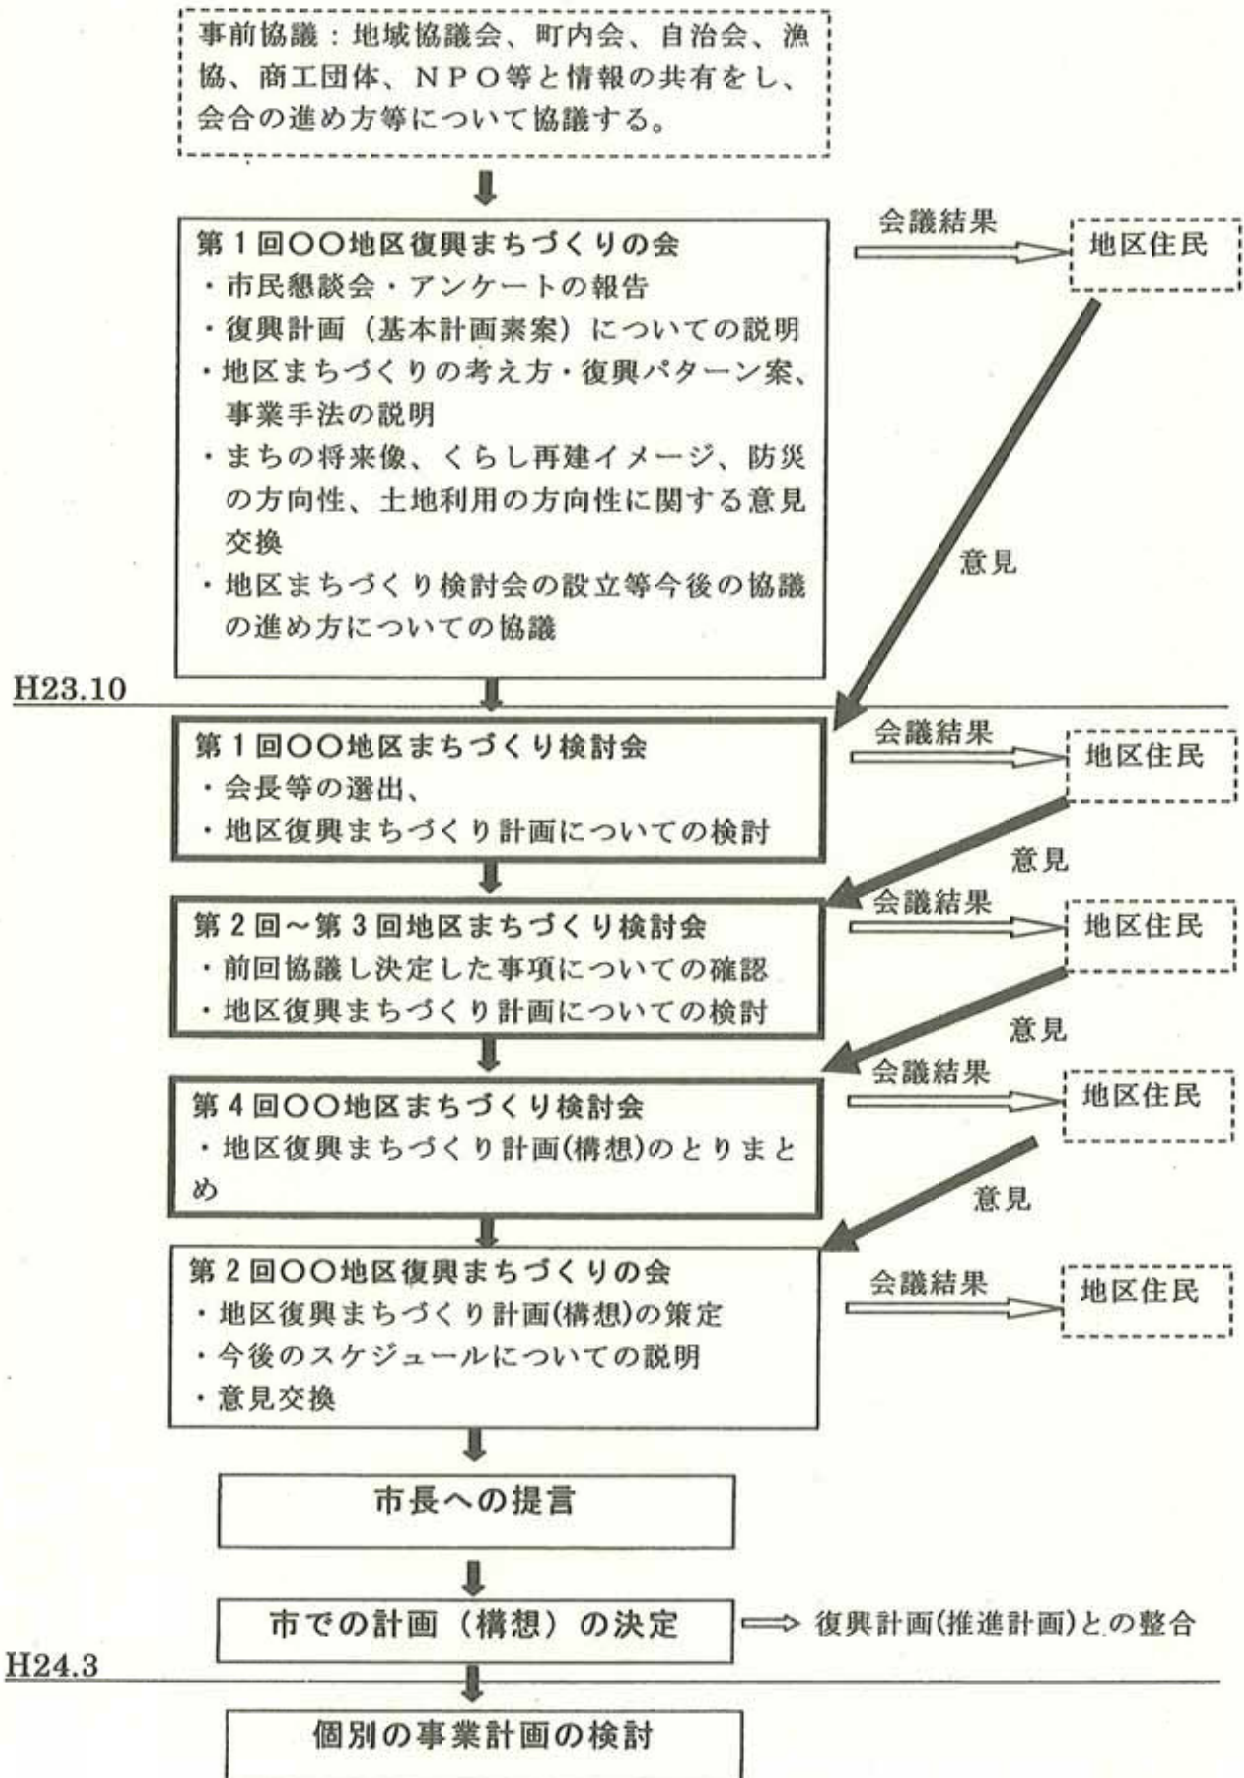 事前協議：地域協議会、町内会、自治会、漁
協、商工団体、ＮＰＯ等と情報の共有をし、
会合の進め方等について協議する。
第１回〇〇地区復興まちづくりの会
・市民懇談会・アンケートの報告
・復興計画（基本計画素案）についての説明
・地区まちづくりの考え方・復興パターン案、
事業手法の説明
・まちの将来像、くらし再建イメージ、防災
の方向性、土地利用の方向性に関する意見
交換
・地区まちづくり検討会の設立等今後の協議
の進め方についての協議
会議結果
地区住民
意見
H23.10
第１回〇〇地区まちづくり検討会
・会長等の選出、
・地区復興まちづくり計画についての検討
会議結果
地区住民
意見
第２回～第３回地区まちづくり検討会
・前回協議し決定した事項についての確認
・地区復興まちづくり計画についての検討
会議結果
地区住民
意見
第４回〇〇地区まちづくり検討会
・地区復興まちづくり計画(構想)のとりまと
め
会議結果
地区住民
意見
第２回〇〇地区復興まちづくりの会
・地区復興まちづくり計画(構想)の策定
・今後のスケジュールについての説明
・意見交換
会議結果
地区住民
市長への提言
市での計画（構想）の決定
復興計画(推進計画)との整合
H24.3
個別の事業計画の検討